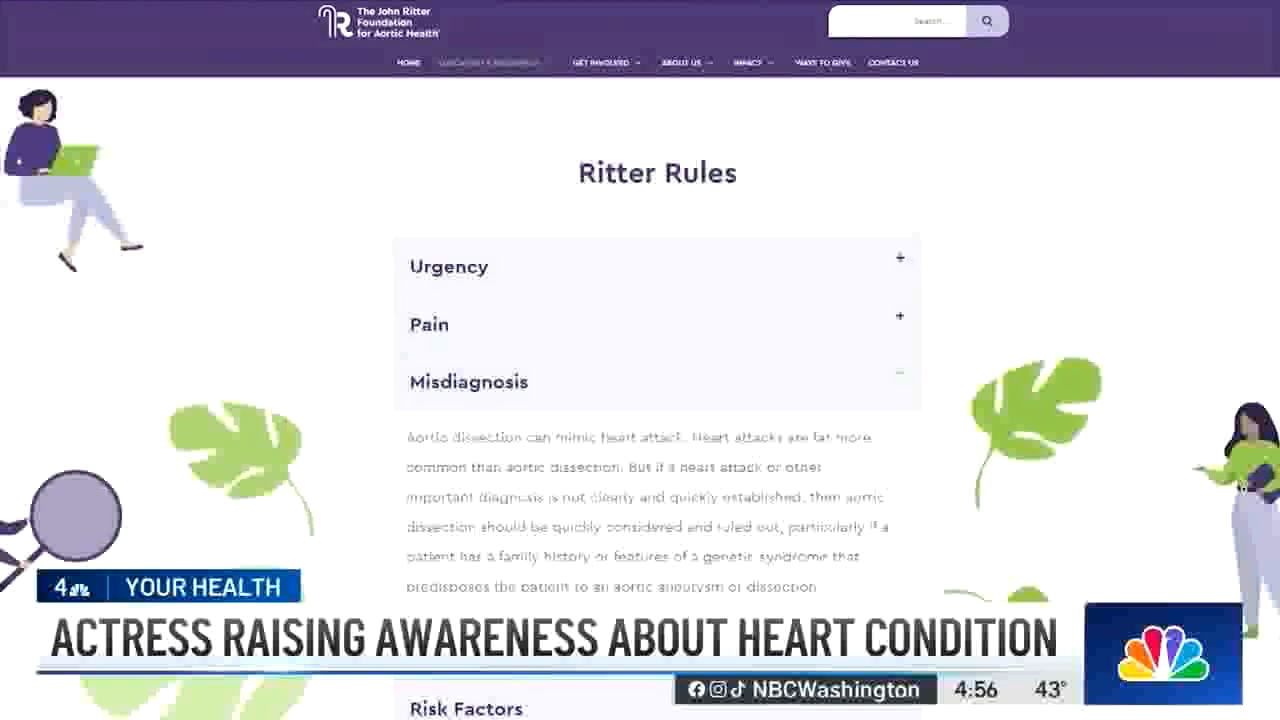 The John Ritter
Foundation
for Aortic Health
Search...
HOME
GET INVOLVED
ABOUT US
IMPACT
WAYS TO GIVE
CONTACT US
Ritter Rules
Urgency +
Pain +
Misdiagnosis –
Aortic dissection can mimic heart attack. Heart attacks are far more
common than aortic dissection. But if a heart attack or other
important diagnosis is not clearly and quickly established, then aortic
dissection should be quickly considered and ruled out, particularly if a
patient has a family history or features of a genetic syndrome that
predisposes the patient to an aortic aneurysm or dissection
4 YOUR HEALTH
ACTRESS RAISING AWARENESS ABOUT HEART CONDITION
NBCWashington 4:56 43°
Risk Factors